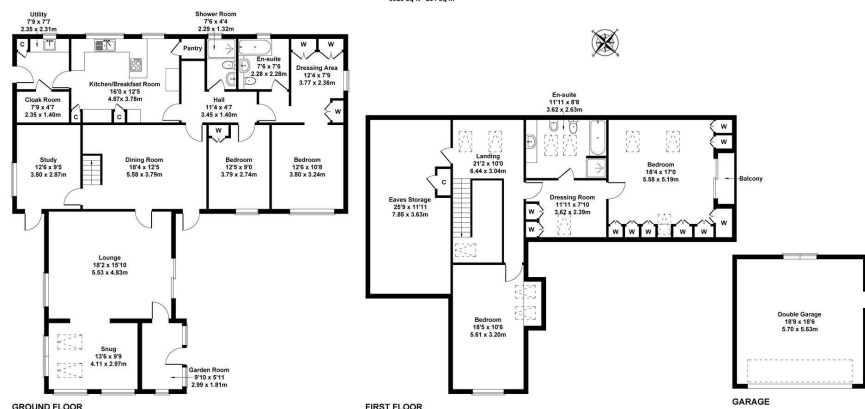 Utility
7'9 x 7'7
2.35 x 2.31m
Shower Room
7'6 x 4'4
2.29 x 1.32m
C
Pantry
En-suite
7'6 x 7'6
2.28 x 2.28m
W
W
Dressing Area
12'4 x 7'9
3.77 x 2.36m
Kitchen/Breakfast Room
16'0 x 12'5
4.87x 3.78m
Hall
11'4 x 4'7
3.45 x 1.40m
Cloak Room
7'9 x 4'7
2.35 x 1.40m
C
C
W
W
Study
12'6 x 9'5
3.80 x 2.87m
Dining Room
18'4 x 12'5
5.58 x 3.79m
Bedroom
12'5 x 9'0
3.79 x 2.74m
Bedroom
12'6 x 10'8
3.80 x 3.24m
Lounge
18'2 x 15'10
5.53 x 4.83m
Snug
13'6 x 9'9
4.11 x 2.97m
Garden Room
9'10 x 5'11
2.99 x 1.81m
GROUND FLOOR
En-suite
11'11 x 8'8
3.62 x 2.63m
Landing
21'2 x 10'0
6.44 x 3.04m
W
W
Bedroom
18'4 x 17'0
5.58 x 5.19m
Balcony
Eaves Storage
25'9 x 11'11
7.85 x 3.63m
C
Dressing Room
11'11 x 7'10
3.62 x 2.39m
W
W
W
W
W
W
W
W
Bedroom
18'5 x 10'6
5.61 x 3.20m
FIRST FLOOR
Double Garage
18'8 x 18'6
5.70 x 5.63m
GARAGE